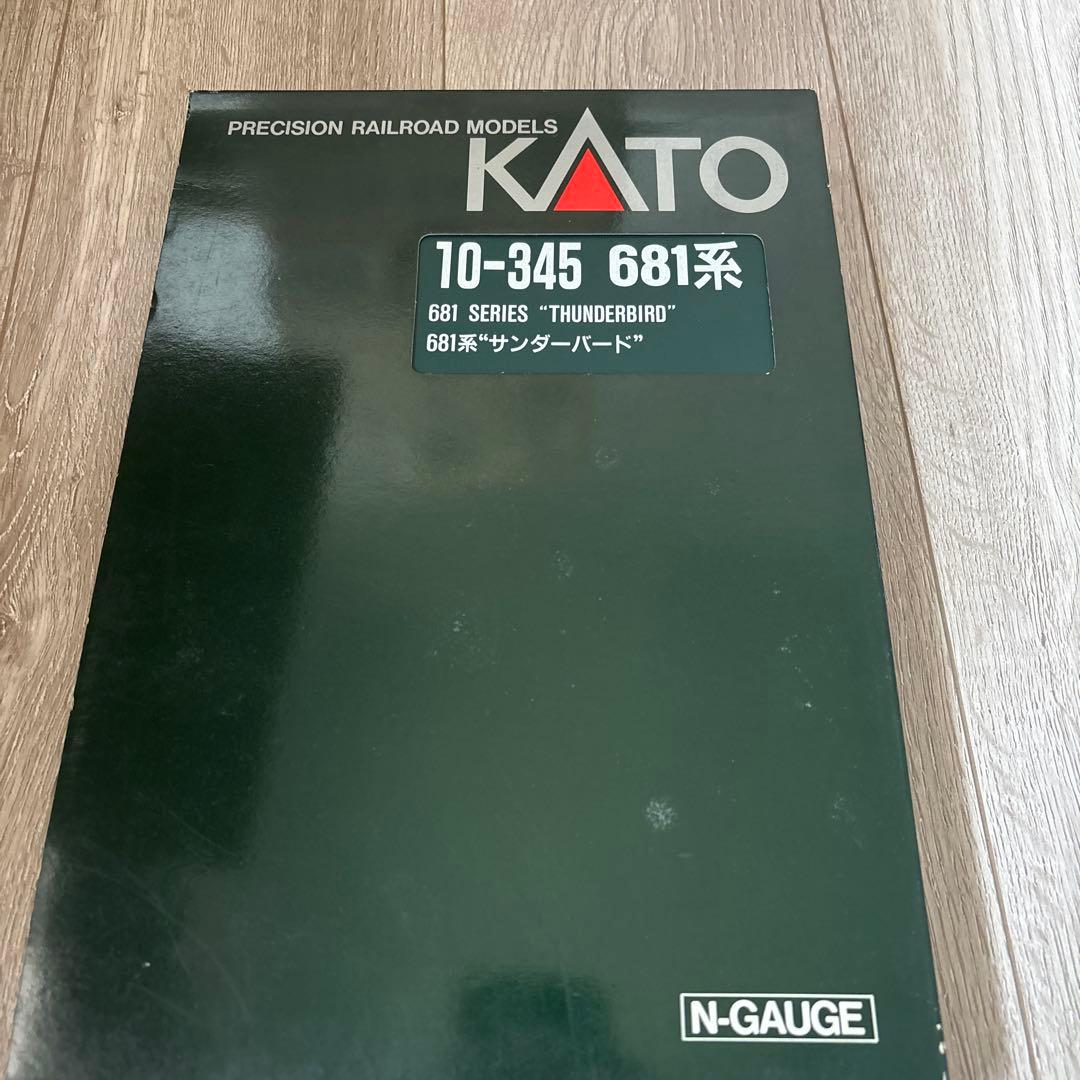 PRECISION RAILROAD MODELS
KATO
10-345 681系
681 SERIES “THUNDERBIRD”
681系“サンダーバード”
N-GAUGE